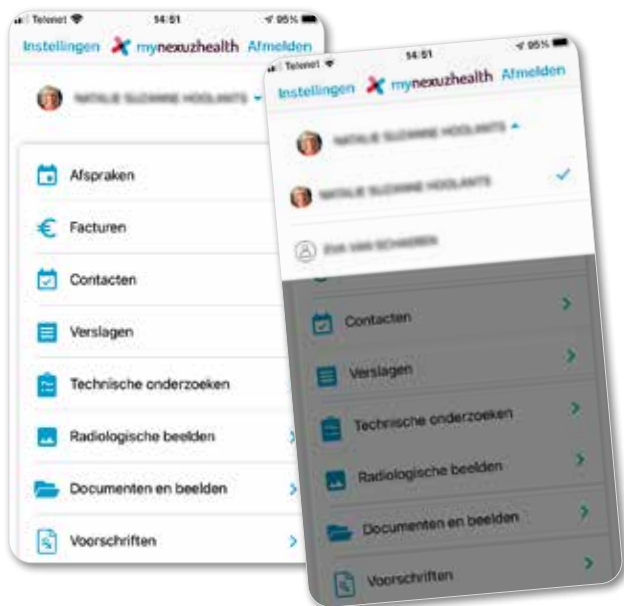 Telenet 14:51 95%
Instellingen mynexuzhealth Afmelden
Afspraken
Facturen
Contacten
Verslagen
Technische onderzoeken
Radiologische beelden
Documenten en beelden
Voorschriften
Telenet 14:51 95%
Instellingen mynexuzhealth Afmelden
Contacten
Verslagen
Technische onderzoeken
Radiologische beelden
Documenten en beelden
Voorschriften